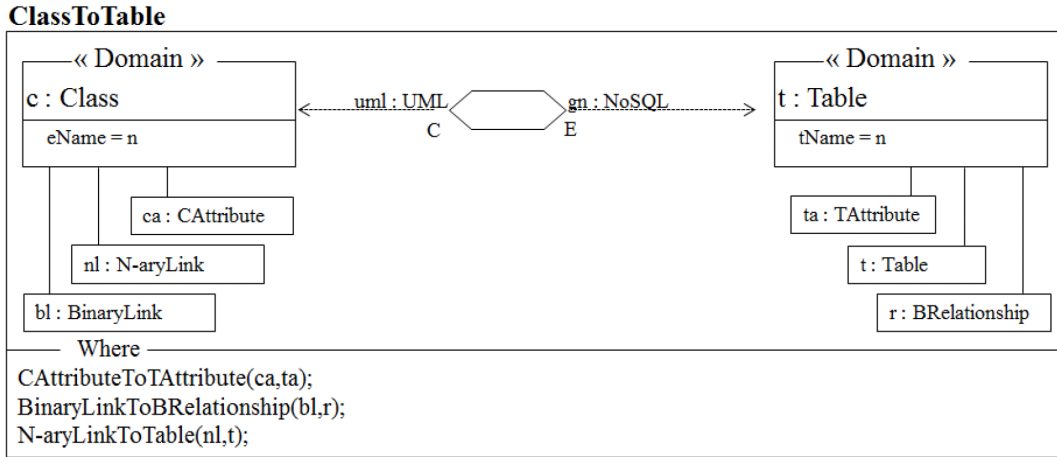 ClassToTable
« Domain »
c : Class
eName = n
ca : CAttribute
nl : N-aryLink
bl : BinaryLink
uml : UML
C
gn : NoSQL
E
« Domain »
t : Table
tName = n
ta : TAttribute
t : Table
r : BRelationship
Where
CAttributeToTAttribute(ca,ta);
BinaryLinkToBRelationship(bl,r);
N-aryLinkToTable(nl,t);